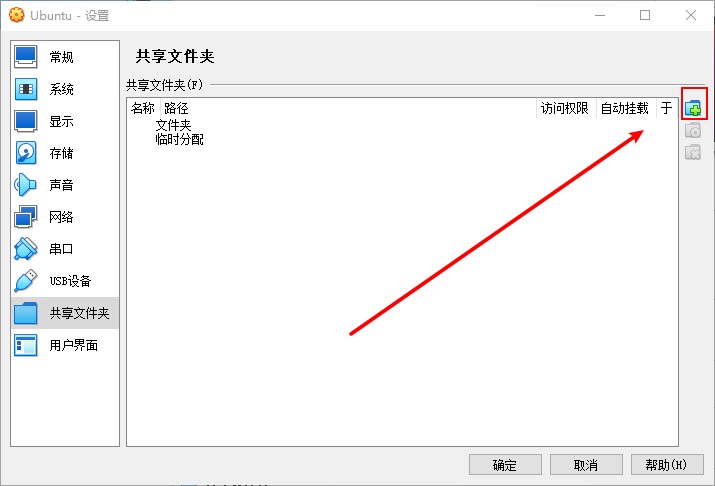 Ubuntu - 设置
常规
系统
显示
存储
声音
网络
串口
USB设备
共享文件夹
用户界面
共享文件夹
共享文件夹(F)
名称 路径 访问权限 自动挂载 于
文件夹
临时分配
确定 取消 帮助(H)